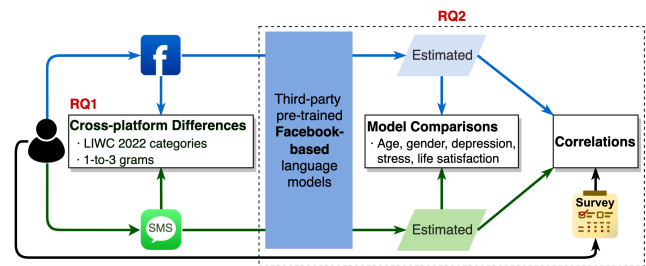 RQ2
RQ1
f
Estimated
Third-party
pre-trained
Facebook-
based
language
models
Cross-platform Differences
· LIWC 2022 categories
· 1-to-3 grams
Model Comparisons
· Age, gender, depression,
stress, life satisfaction
Correlations
SMS
Estimated
Survey